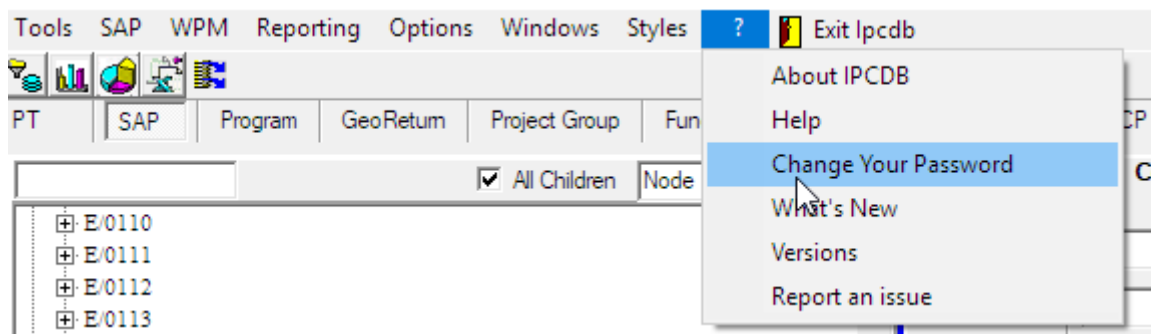 Tools SAP WPM Reporting Options Windows Styles ? Exit Ipcdb
About IPCDB
PT SAP Program GeoReturn Project Group Fun Help CP
All Children Node Change Your Password C
What's New
E/0110
E/0111 Versions
E/0112 Report an issue
E/0113